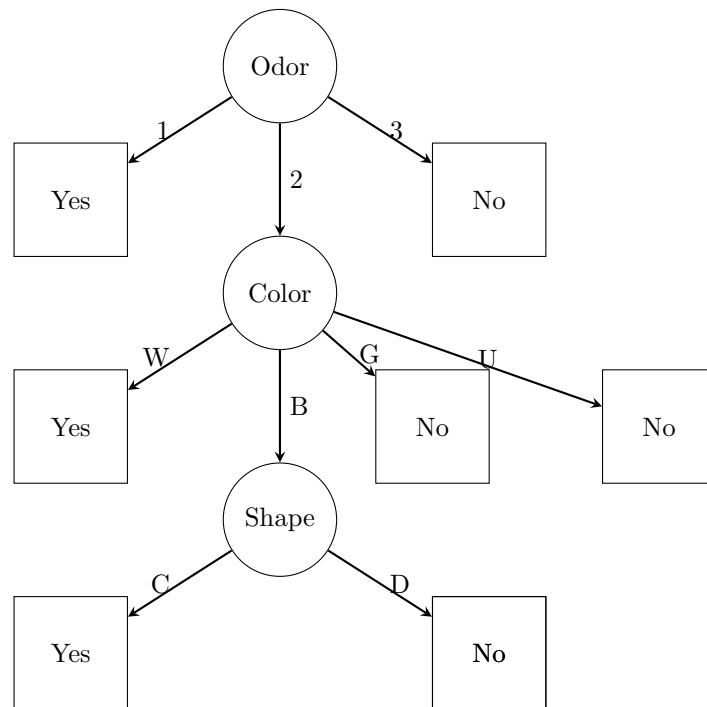 Odor
1
3
Yes
2
No
Color
W
G
U
Yes
B
No
No
Shape
C
D
Yes
No